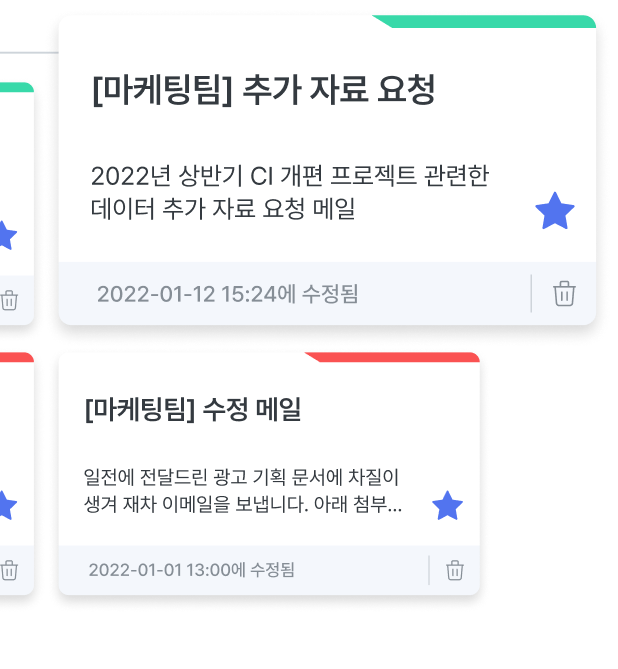 [마케팅팀] 추가 자료 요청
2022년 상반기 CI 개편 프로젝트 관련한
데이터 추가 자료 요청 메일
2022-01-12 15:24에 수정됨
[마케팅팀] 수정 메일
일전에 전달드린 광고 기획 문서에 차질이
생겨 재차 이메일을 보냅니다. 아래 첨부...
2022-01-01 13:00에 수정됨